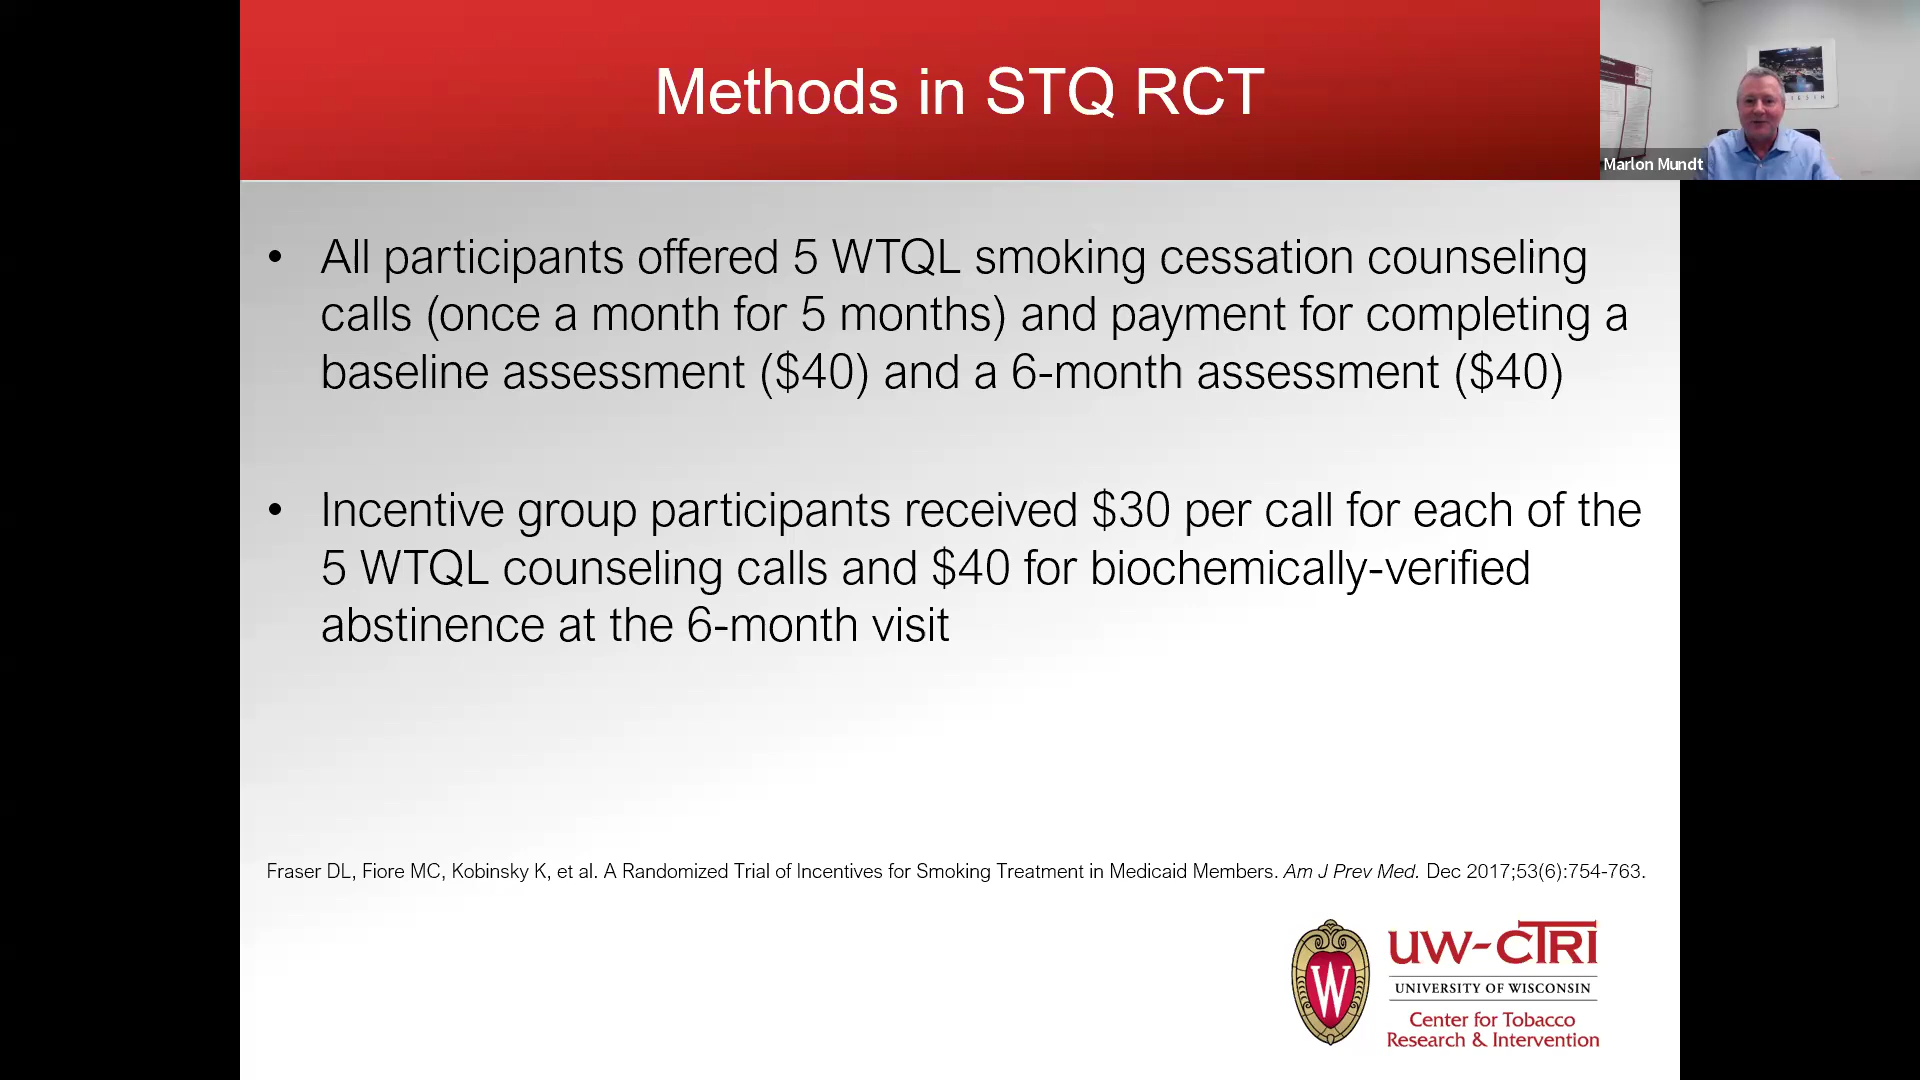 Methods in STQ RCT
Marlon Mundt
• All participants offered 5 WTQL smoking cessation counseling
calls (once a month for 5 months) and payment for completing a
baseline assessment ($40) and a 6-month assessment ($40)
• Incentive group participants received $30 per call for each of the
5 WTQL counseling calls and $40 for biochemically-verified
abstinence at the 6-month visit
Fraser DL, Fiore MC, Kobinsky K, et al. A Randomized Trial of Incentives for Smoking Treatment in Medicaid Members. Am J Prev Med. Dec 2017;53(6):754-763.
W
UW-CTRI
UNIVERSITY OF WISCONSIN
Center for Tobacco
Research & Intervention